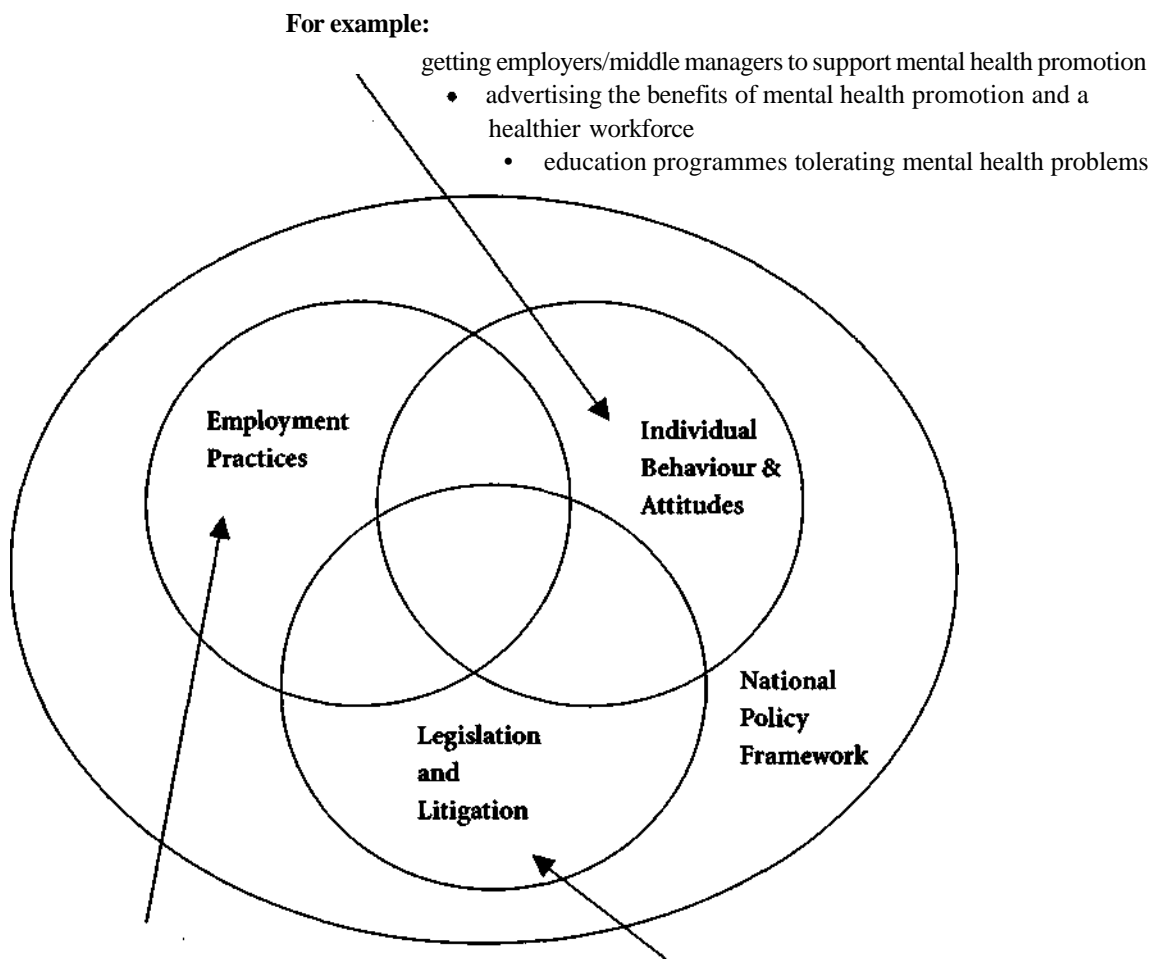 For example:
getting employers/middle managers to support mental health promotion
• advertising the benefits of mental health promotion and a
healthier workforce
• education programmes tolerating mental health problems
Employment
Practices
Individual
Behaviour &
Attitudes
National
Policy
Framework
Legislation
and
Litigation